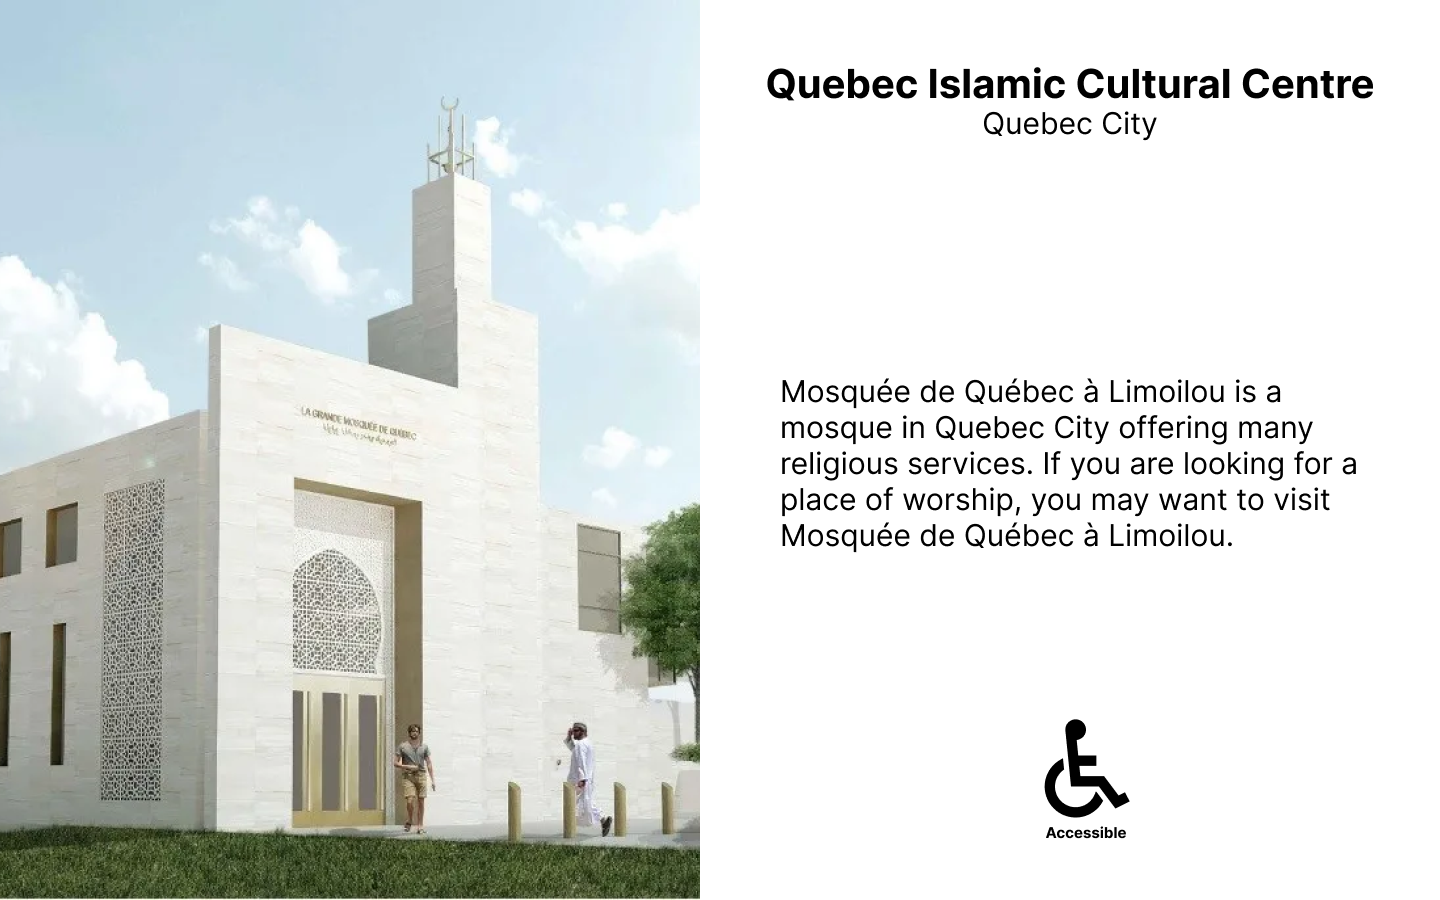 Quebec Islamic Cultural Centre
Quebec City
LA GRANDE MOSQUÉE DE QUÉBEC
Mosquée de Québec à Limoilou is a
mosque in Quebec City offering many
religious services. If you are looking for a
place of worship, you may want to visit
Mosquée de Québec à Limoilou.
Accessible